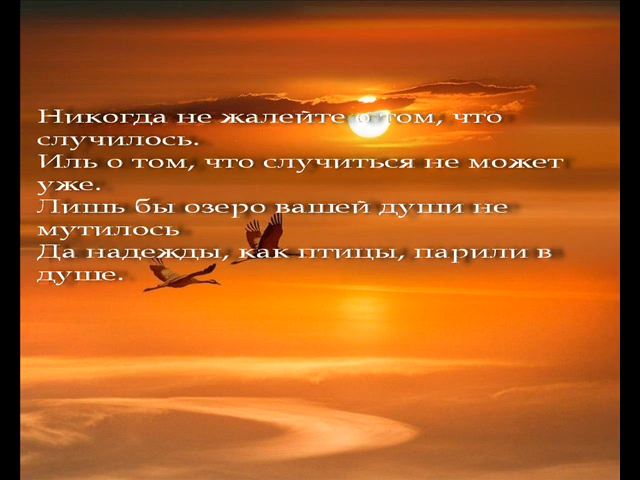 Никогда не жалейте о том, что
случилось.
Иль о том, что случиться не может
уже.
Лишь бы озеро вашей души не
мутилось
Да надежды, как птицы, парили в
душе.